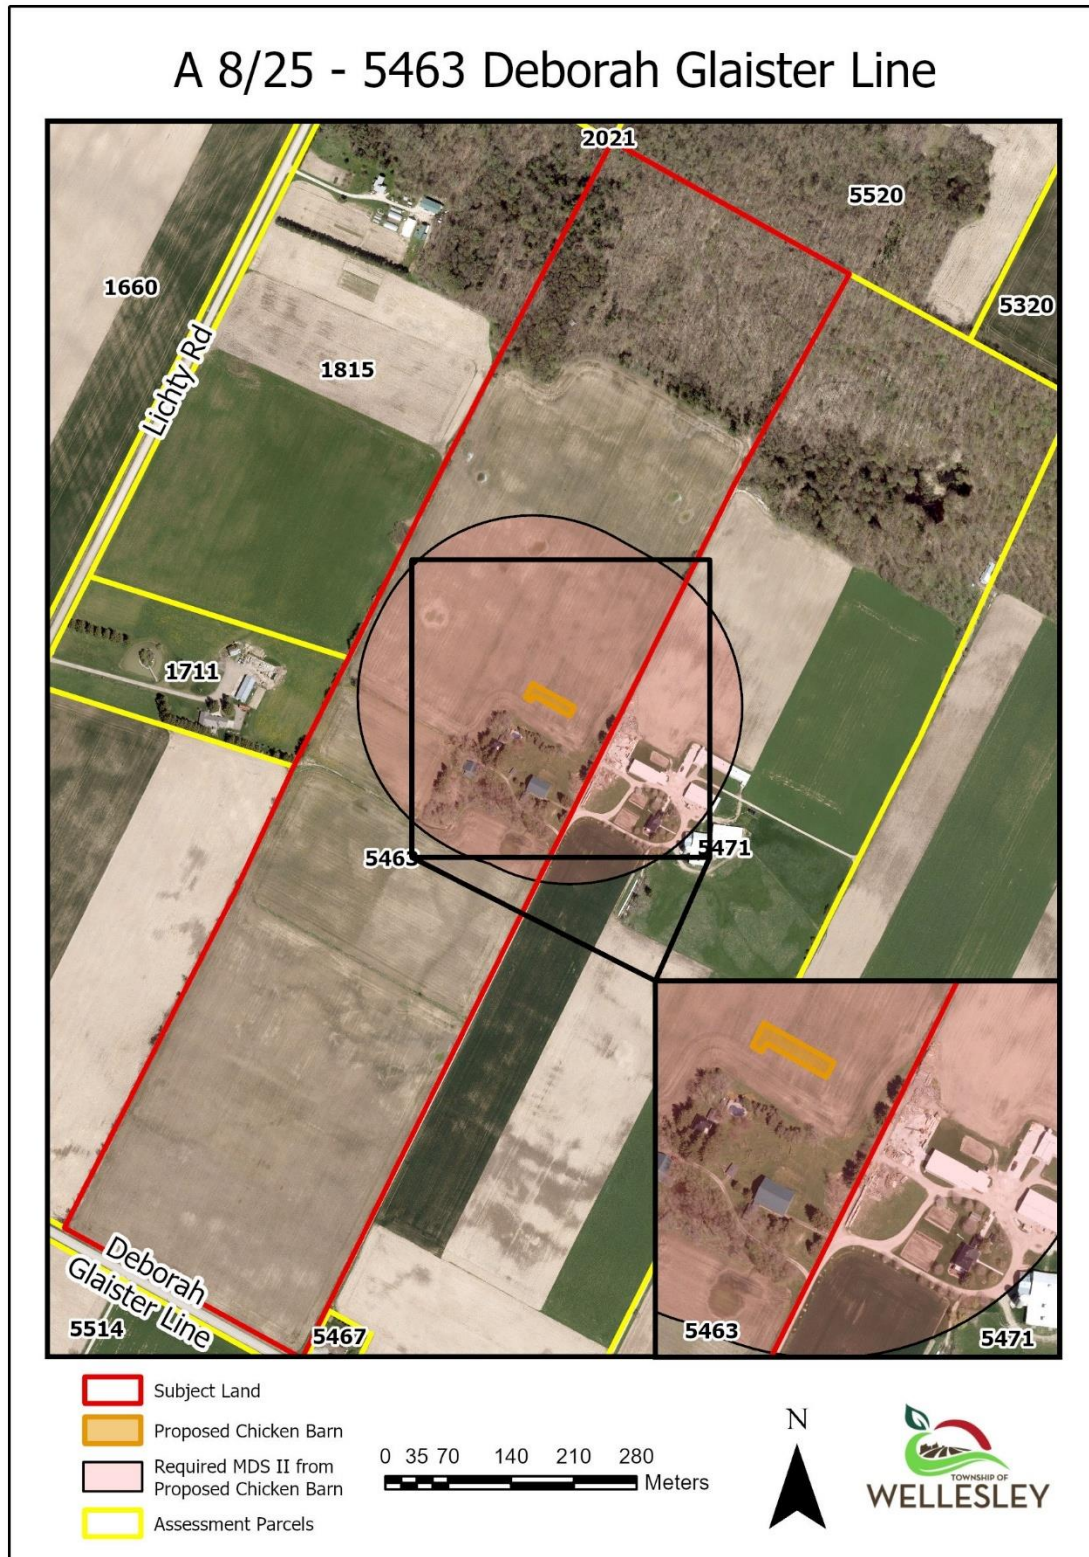 A 8/25 - 5463 Deborah Glaister Line
2021
5520
1660
5320
Lichty Rd
1815
1711
5463
5471
Deborah
Glaister Line
5514
5467
5463
5471
Subject Land
Proposed Chicken Barn
Required MDS II from
Proposed Chicken Barn
Assessment Parcels
0 35 70 140 210 280
Meters
N
TOWNSHIP OF
WELLESLEY